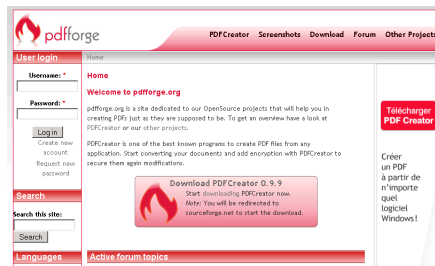 pdfforge
PDFCreator Screenshots Download Forum Other Projects
User login
Home
Username: *
Password: *
Log in
Create new
account
Request new
password
Search
Search this site:
Search
Languages
Home
Welcome to pdfforge.org
pdfforge.org is a site dedicated to our OpenSource projects that will help you in
creating PDFs just as they are supposed to be. To get an overview have a look at
PDFCreator or our other projects.
PDFCreator is one of the best known programs to create PDF files from any
application. Start converting your documents and add encryption with PDFCreator to
secure them again modifications.
Download PDFCreator 0.9.9
Start downloading PDFCreator now.
Note: You will be redirected to
sourceforge.net to start the download.
Active forum topics
Télécharger
PDF Creator
Créer
un PDF
à partir de
n'importe
quel
logiciel
Windows!